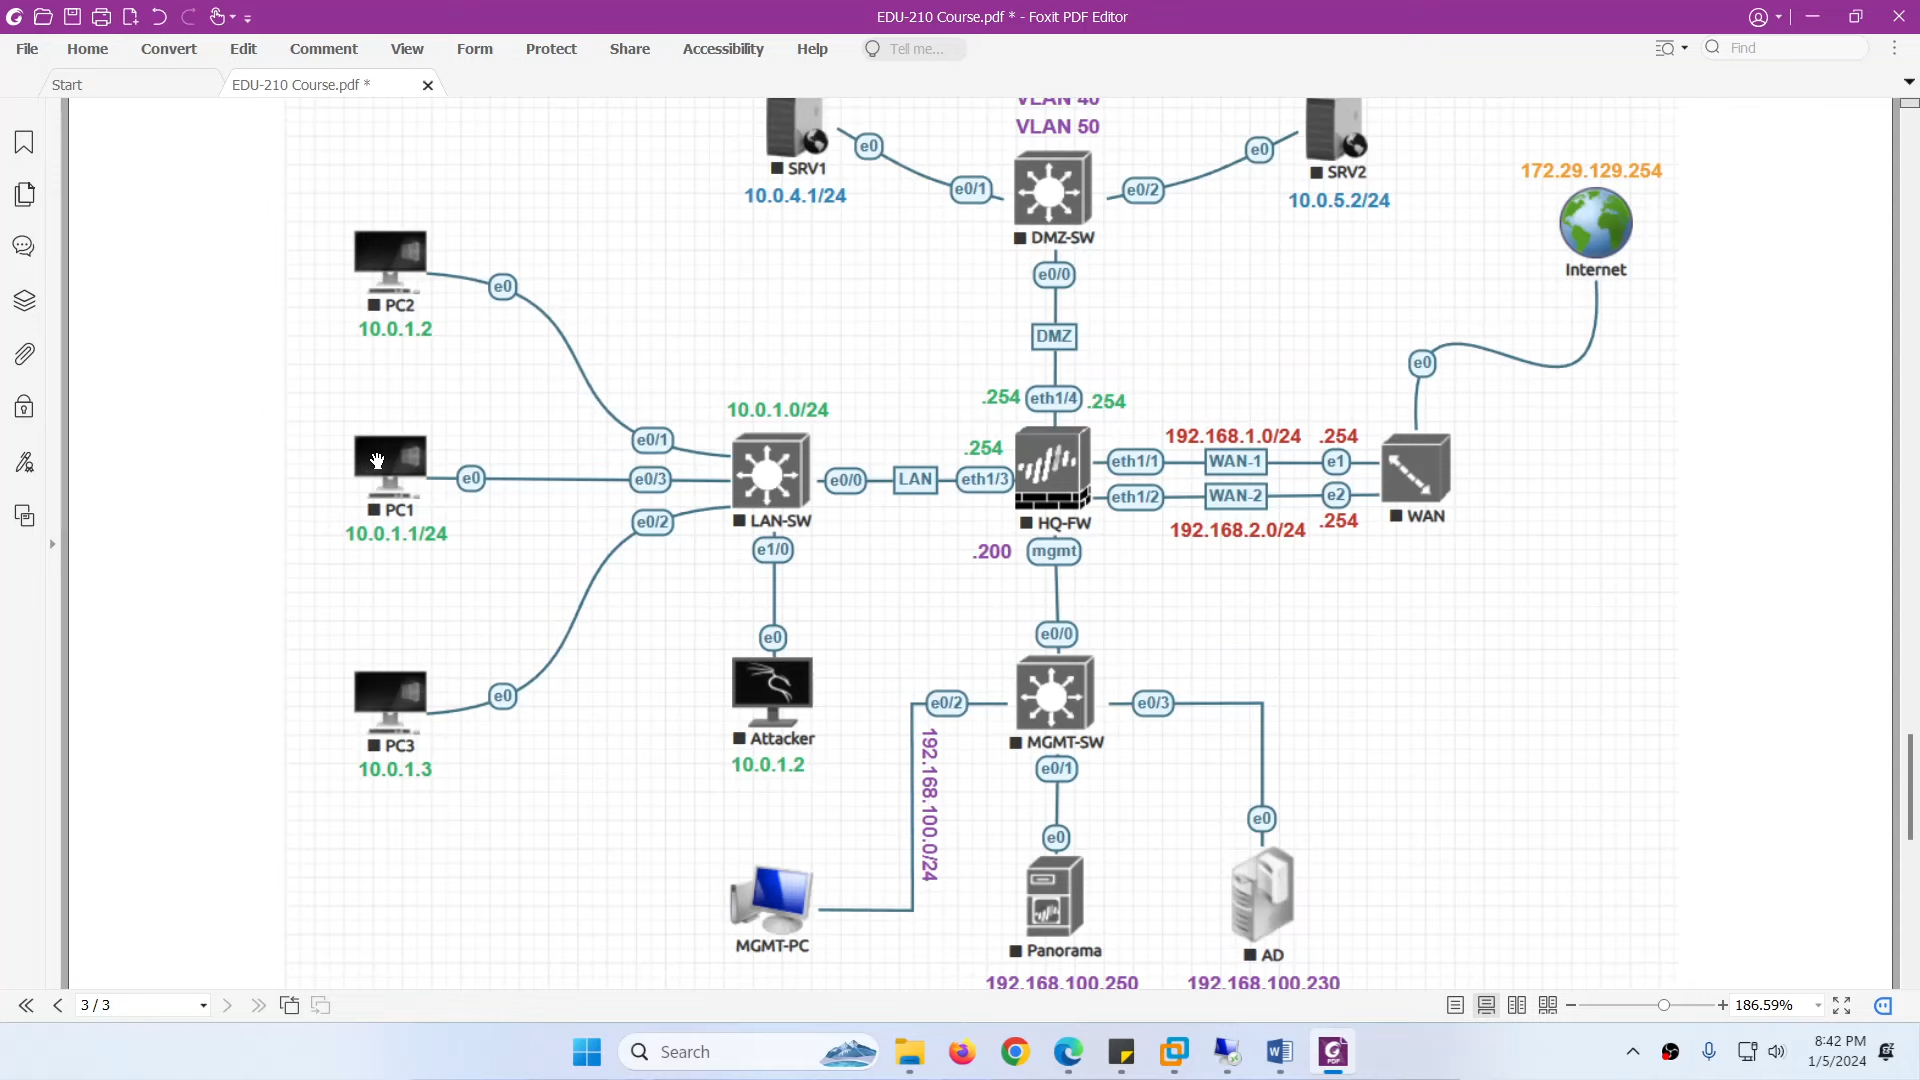 EDU-210 Course.pdf * - Foxit PDF Editor
File Home Convert Edit Comment View Form Protect Share Accessibility Help Tell me... Find
Start EDU-210 Course.pdf *
VLAN 40
VLAN 50
SRV1
10.0.4.1/24
e0
e0/1
e0/2
e0
SRV2
10.0.5.2/24
DMZ-SW
172.29.129.254
Internet
e0/0
DMZ
.254 eth1/4 .254
PC2
10.0.1.2
e0
e0
10.0.1.0/24
e0/1
PC1
10.0.1.1/24
e0
e0/3
LAN-SW
e0/0 LAN eth1/3
.254
HQ-FW
192.168.1.0/24 .254
eth1/1 WAN-1 e1
eth1/2 WAN-2 e2
192.168.2.0/24 .254
WAN
e0/2
e1/0
.200 mgmt
e0/0
e0
e0
PC3
10.0.1.3
Attacker
10.0.1.2
e0/2
MGMT-SW
e0/3
192.168.100.0/24
e0/1
e0
e0
MGMT-PC
Panorama
192.168.100.250
AD
192.168.100.230
3 / 3
186.59%
Search
8:42 PM
1/5/2024